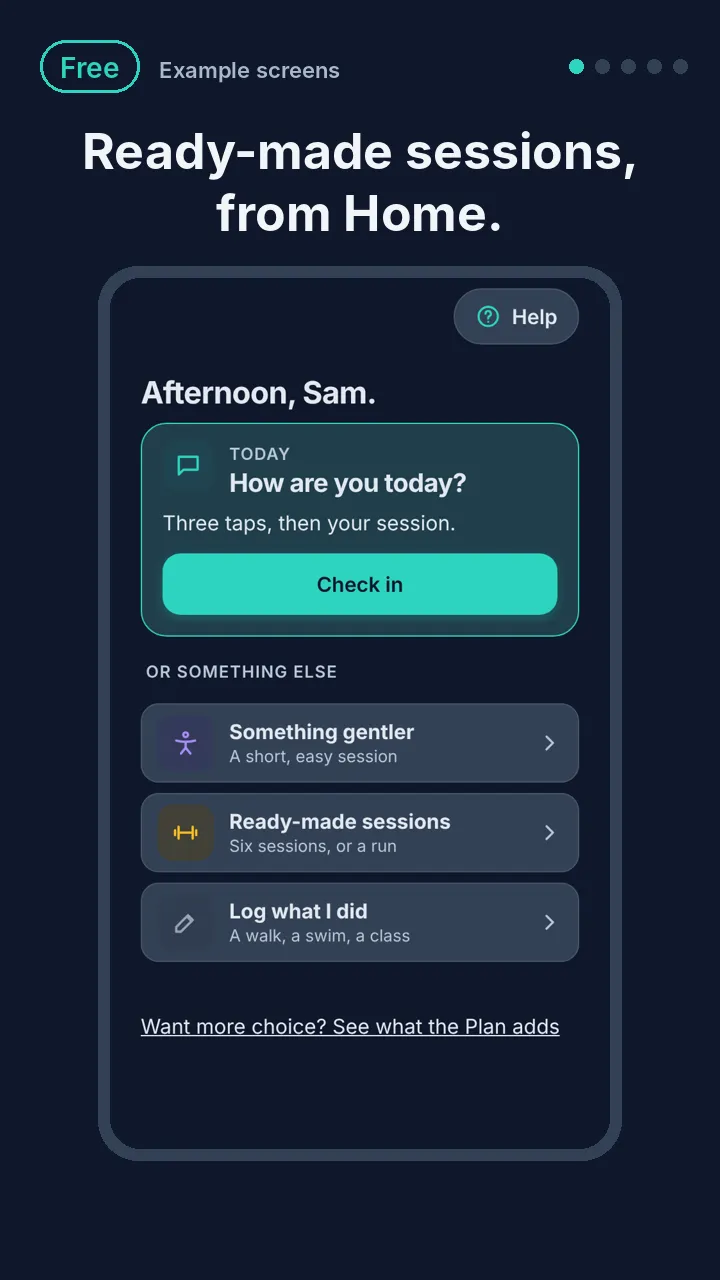 Free
Example screens
Ready-made sessions,
from Home.
Help
Afternoon, Sam.
TODAY
How are you today?
Three taps, then your session.
Check in
OR SOMETHING ELSE
Something gentler
A short, easy session
Ready-made sessions
Six sessions, or a run
Log what I did
A walk, a swim, a class
Want more choice? See what the Plan adds